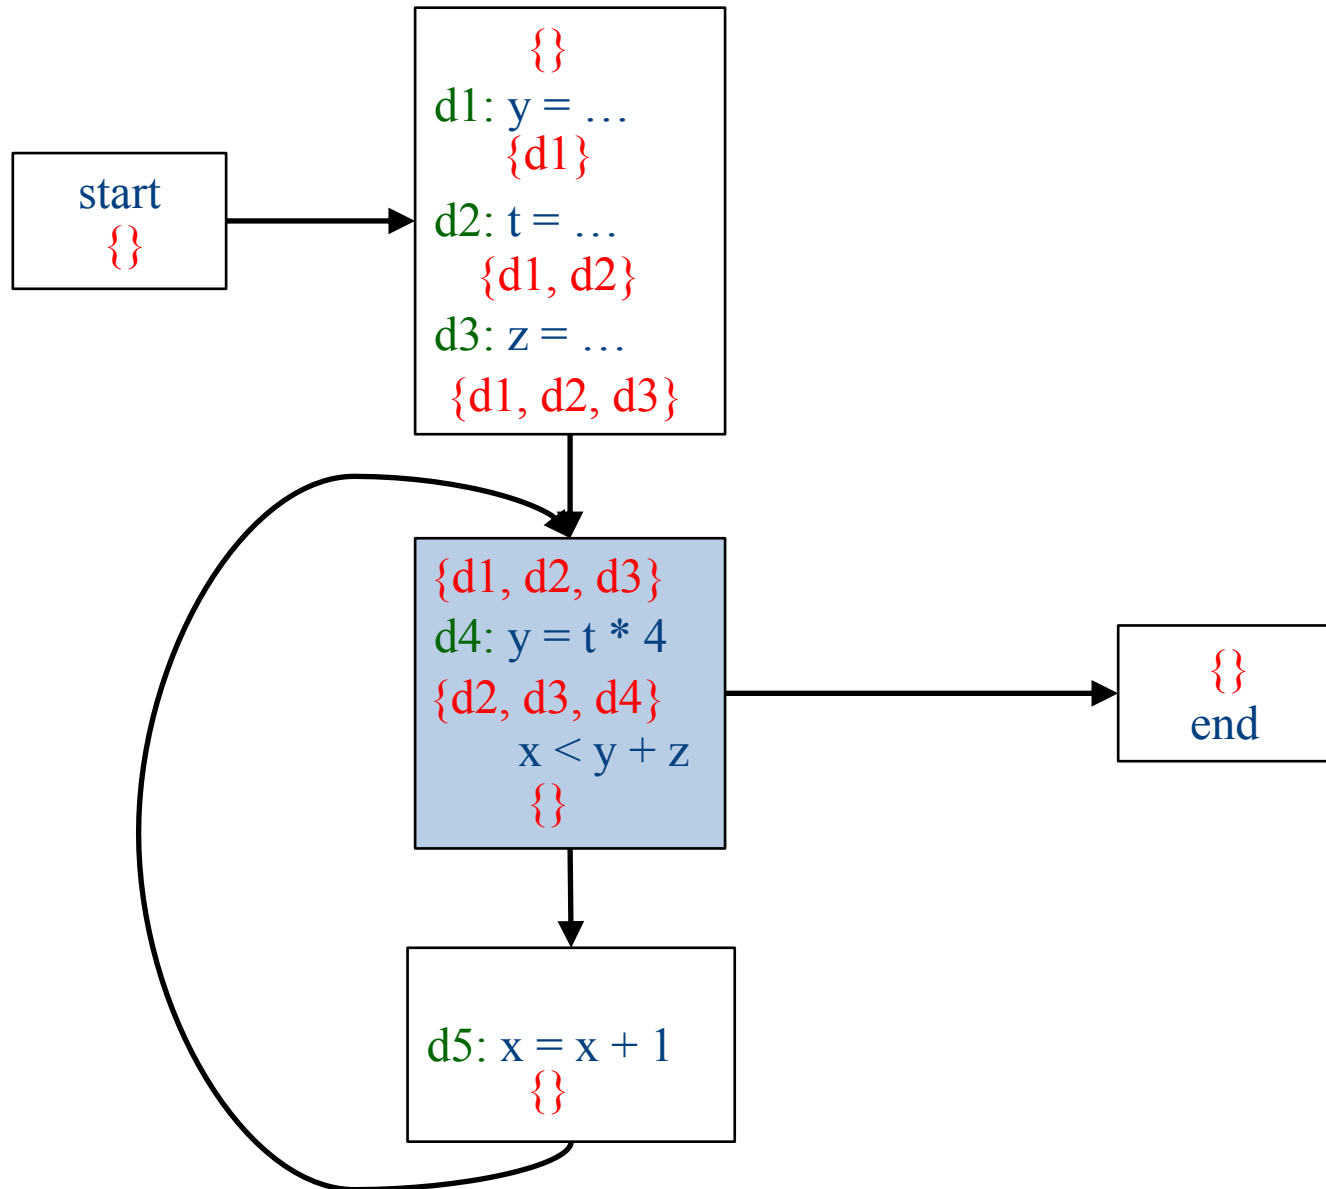 start
{}
{}
d1: y = …
{d1}
d2: t = …
{d1, d2}
d3: z = …
{d1, d2, d3}
{d1, d2, d3}
d4: y = t * 4
{d2, d3, d4}
x < y + z
{}
{}
end
d5: x = x + 1
{}